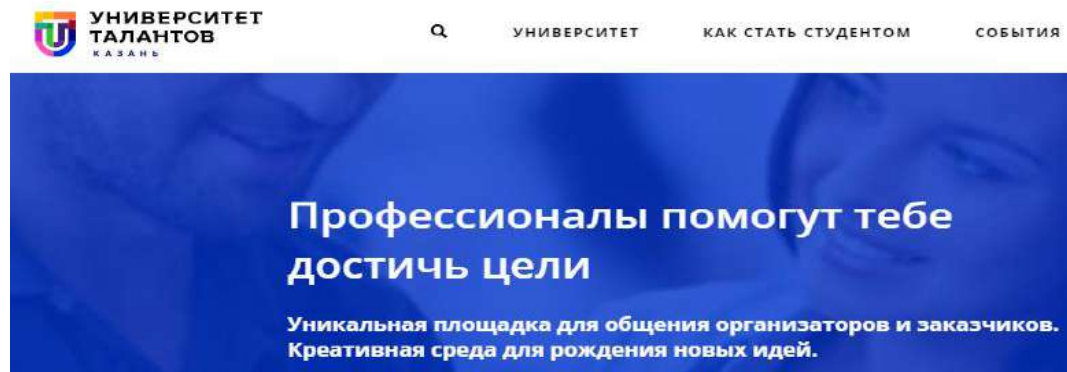 УНИВЕРСИТЕТ
ТАЛАНТОВ
КАЗАНЬ
УНИВЕРСИТЕТ КАК СТАТЬ СТУДЕНТОМ СОБЫТИЯ
Профессионалы помогут тебе
достичь цели
Уникальная площадка для общения организаторов и заказчиков.
Креативная среда для рождения новых идей.